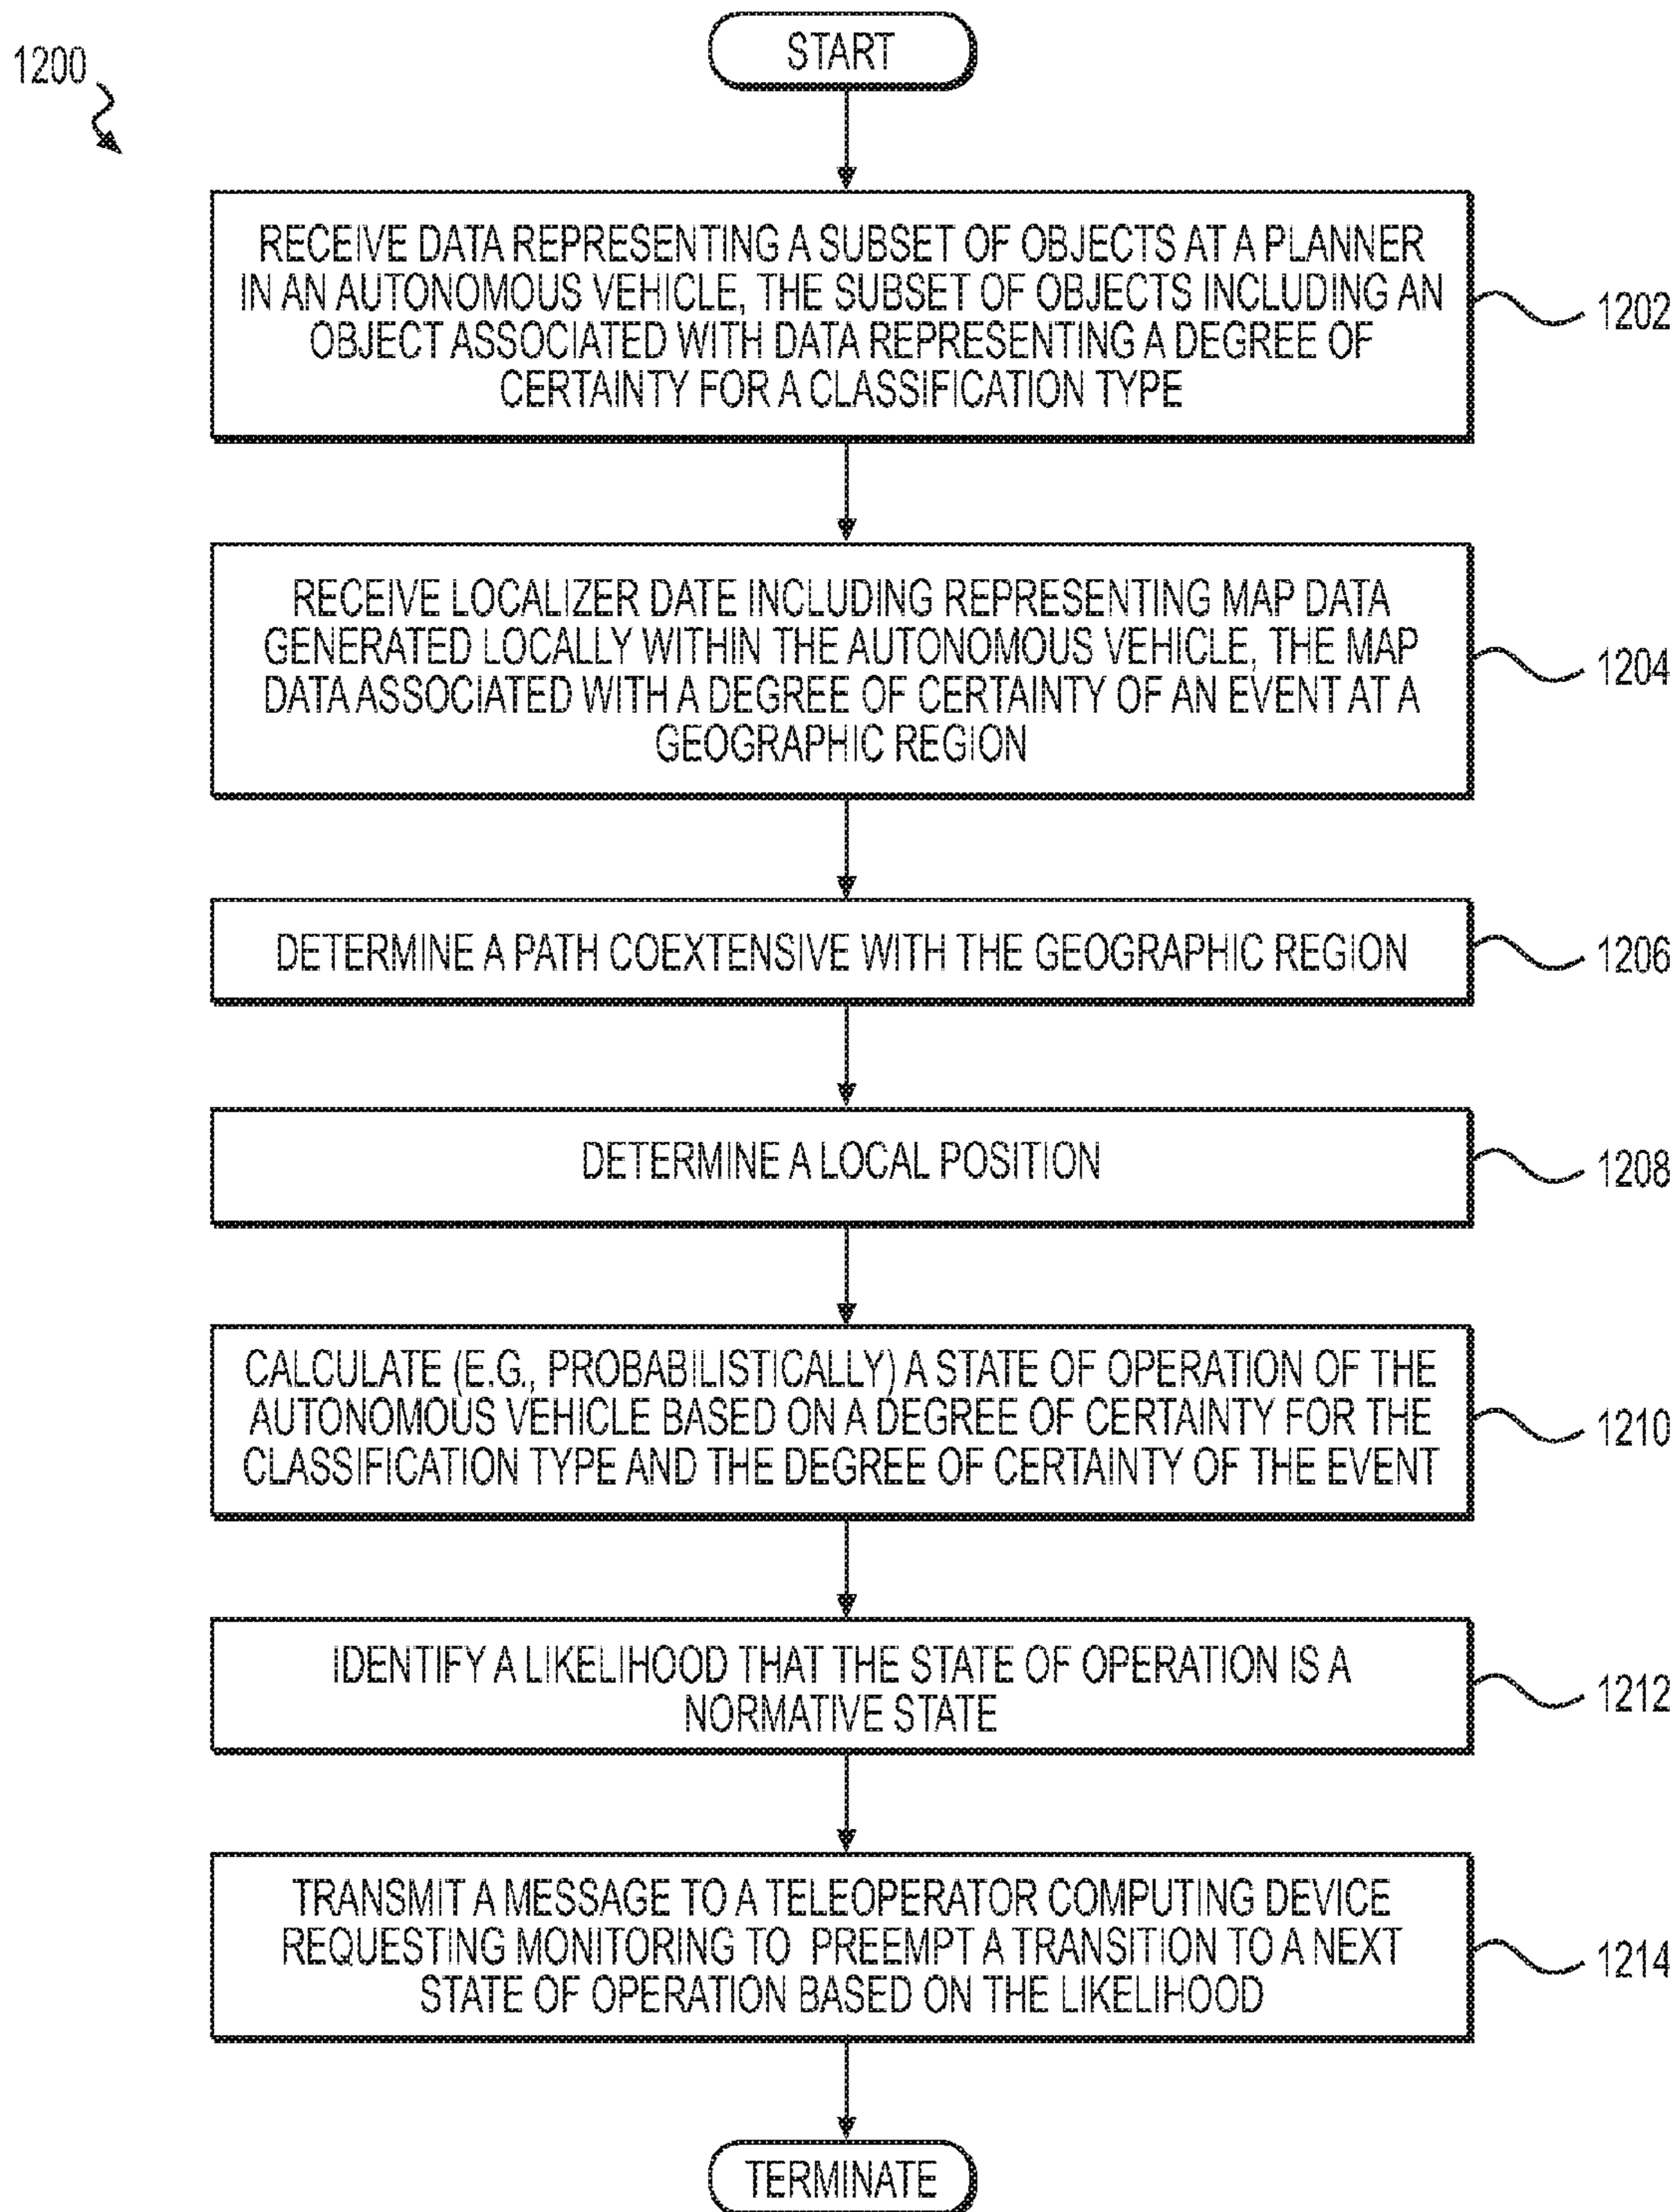 START
1200
RECEIVE DATA REPRESENTING A SUBSET OF OBJECTS AT A PLANNER
IN AN AUTONOMOUS VEHICLE, THE SUBSET OF OBJECTS INCLUDING AN
OBJECT ASSOCIATED WITH DATA REPRESENTING A DEGREE OF
CERTAINTY FOR A CLASSIFICATION TYPE
1202
RECEIVE LOCALIZER DATE INCLUDING REPRESENTING MAP DATA
GENERATED LOCALLY WITHIN THE AUTONOMOUS VEHICLE, THE MAP
DATA ASSOCIATED WITH A DEGREE OF CERTAINTY OF AN EVENT AT A
GEOGRAPHIC REGION
1204
DETERMINE A PATH COEXTENSIVE WITH THE GEOGRAPHIC REGION
1206
DETERMINE A LOCAL POSITION
1208
CALCULATE (E.G., PROBABILISTICALLY) A STATE OF OPERATION OF THE
AUTONOMOUS VEHICLE BASED ON A DEGREE OF CERTAINTY FOR THE
CLASSIFICATION TYPE AND THE DEGREE OF CERTAINTY OF THE EVENT
1210
IDENTIFY A LIKELIHOOD THAT THE STATE OF OPERATION IS A
NORMATIVE STATE
1212
TRANSMIT A MESSAGE TO A TELEOPERATOR COMPUTING DEVICE
REQUESTING MONITORING TO PREEMPT A TRANSITION TO A NEXT
STATE OF OPERATION BASED ON THE LIKELIHOOD
1214
TERMINATE